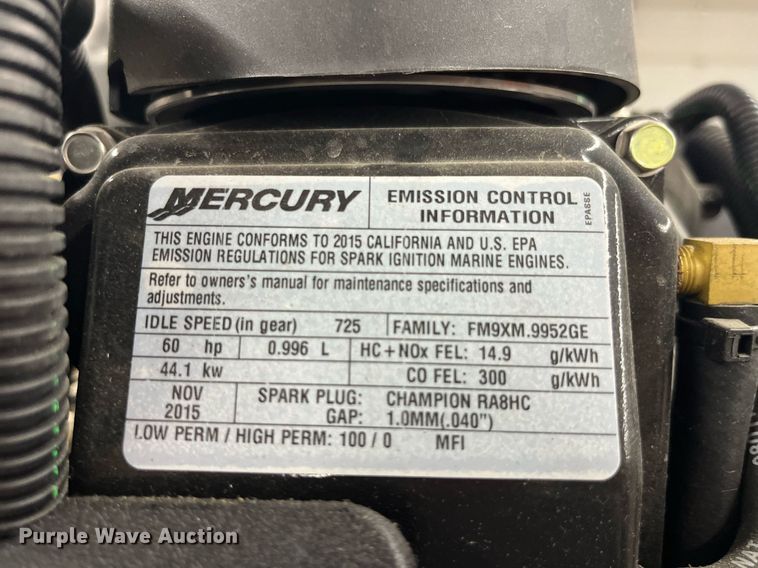 MERCURY
EMISSION CONTROL
INFORMATION
EPA88E
THIS ENGINE CONFORMS TO 2015 CALIFORNIA AND U.S. EPA
EMISSION REGULATIONS FOR SPARK IGNITION MARINE ENGINES.
Refer to owner's manual for maintenance specifications and
adjustments.
IDLE SPEED (in gear) 725 FAMILY: FM9XM.9952GE
60 hp 0.996 L HC+NOx FEL: 14.9 g/kWh
44.1 kw CO FEL: 300 g/kWh
NOV SPARK PLUG: CHAMPION RA8HC
2015 GAP: 1.0MM(.040")
LOW PERM / HIGH PERM: 100 / 0 MFI
Purple Wave Auction